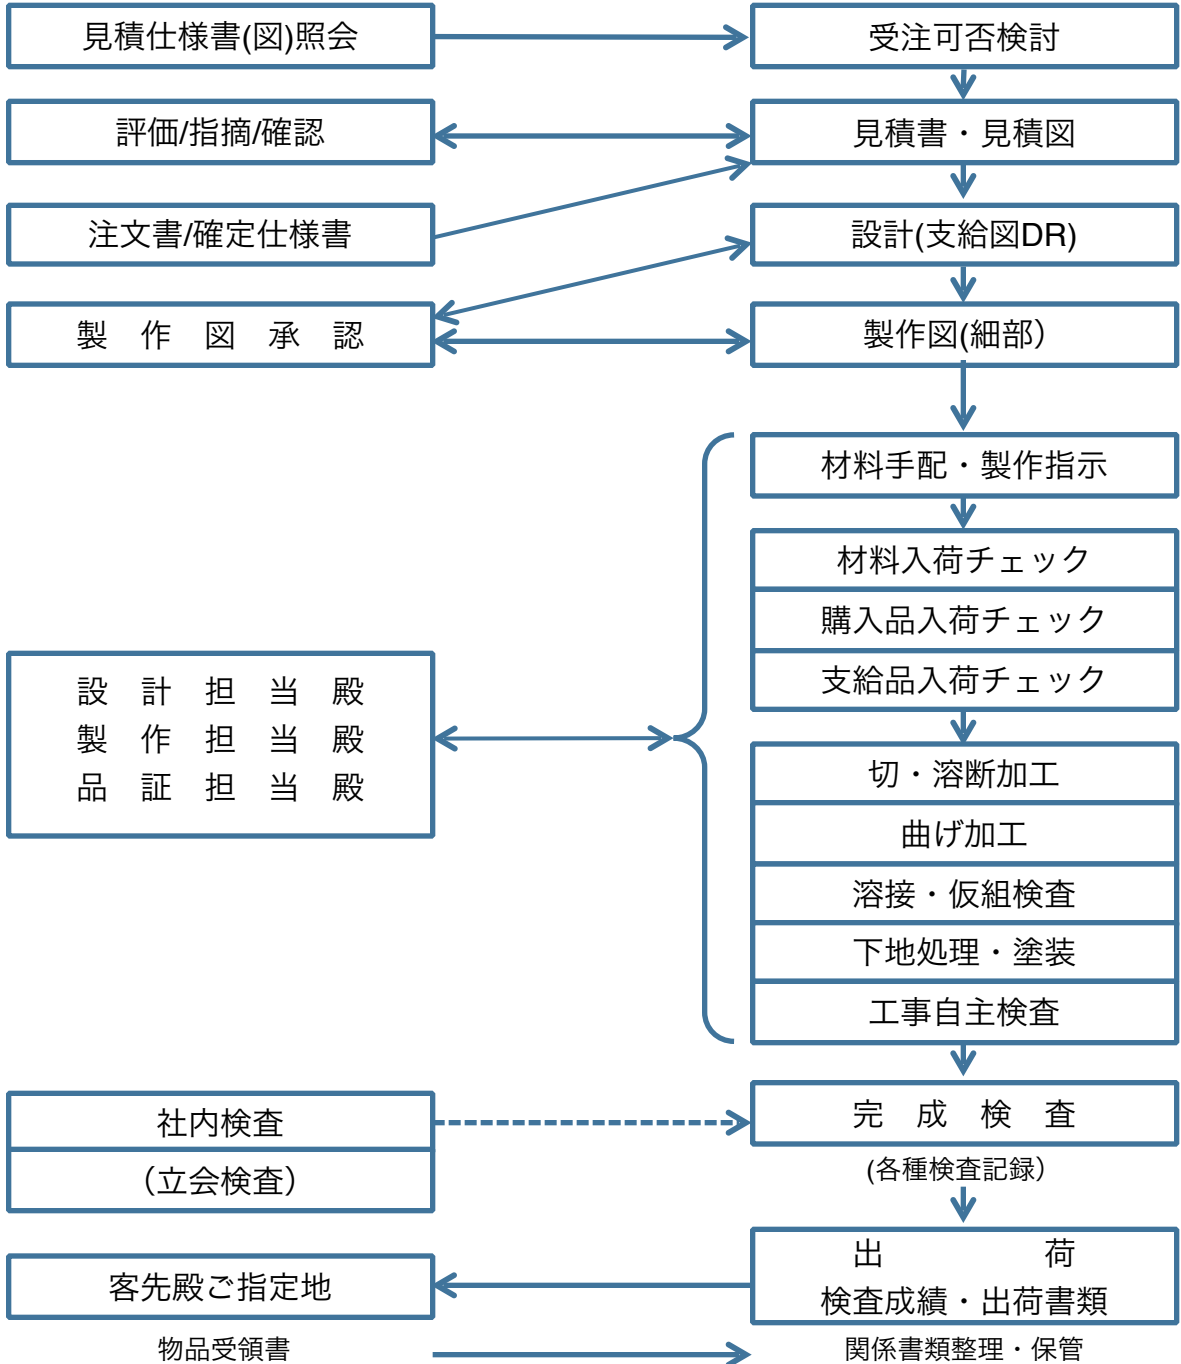 見積仕様書(図)照会
受注可否検討
評価/指摘/確認
見積書・見積図
注文書/確定仕様書
設計(支給図DR)
製　作　図　承　認
製作図(細部）
材料手配・製作指示
材料入荷チェック
購入品入荷チェック
支給品入荷チェック
設　計　担　当　殿
製　作　担　当　殿
品　証　担　当　殿
切・溶断加工
曲げ加工
溶接・仮組検査
下地処理・塗装
工事自主検査
社内検査
（立会検査）
完　成　検　査
(各種検査記録）
出　　　　　荷
検査成績・出荷書類
客先殿ご指定地
物品受領書
関係書類整理・保管